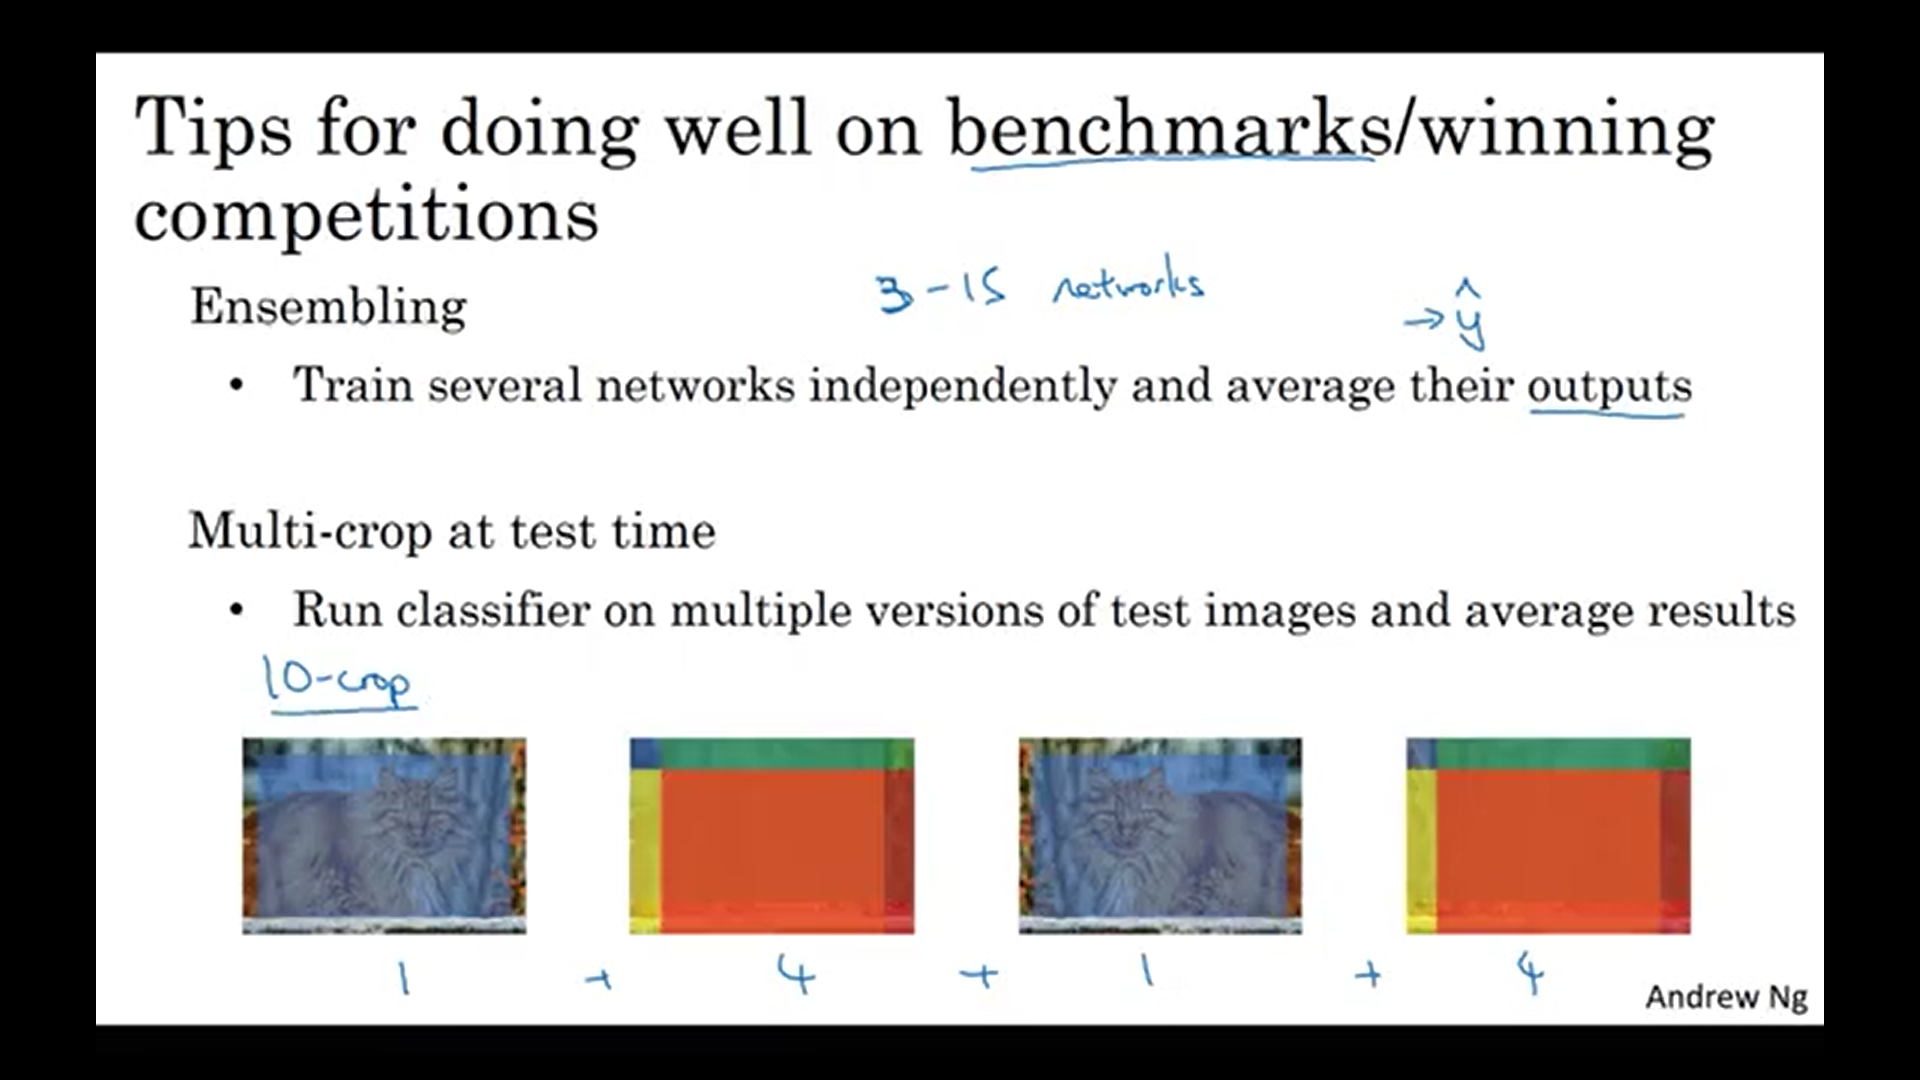 Tips for doing well on benchmarks/winning
competitions
Ensembling
3-15 networks
→ ŷ
• Train several networks independently and average their outputs
Multi-crop at test time
• Run classifier on multiple versions of test images and average results
10-crop
1 + 4 + 1 + 4
Andrew Ng